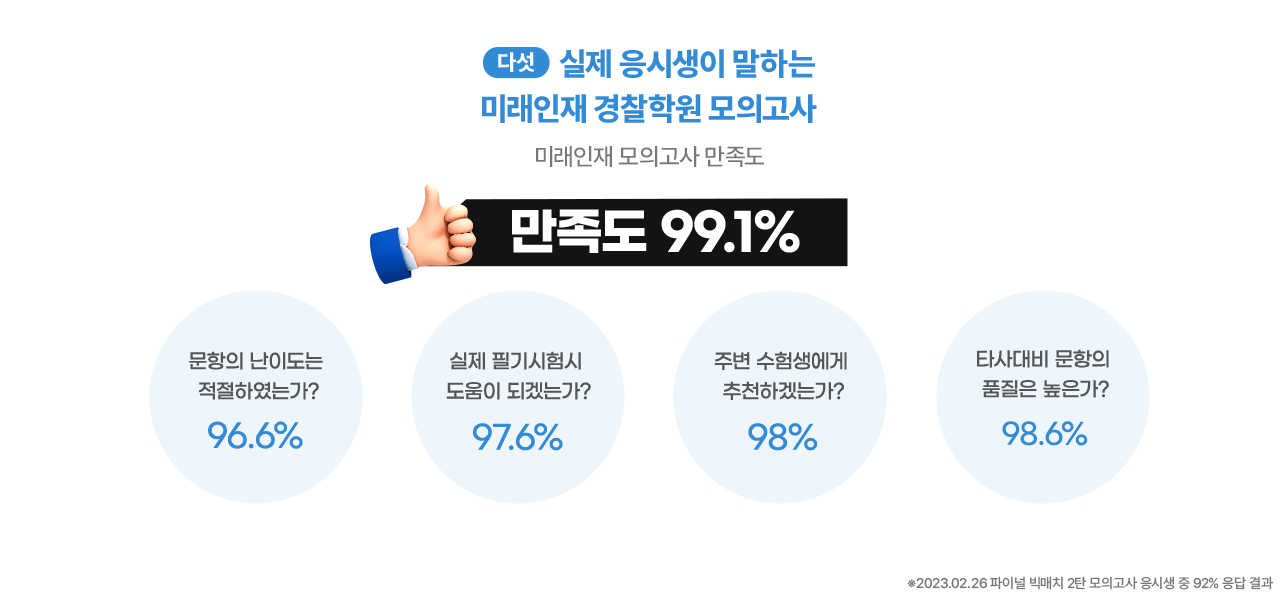 다섯 실제 응시생이 말하는
미래인재 경찰학원 모의고사
미래인재 모의고사 만족도
만족도 99.1%
문항의 난이도는
적절하였는가?
96.6%
실제 필기시험시
도움이 되겠는가?
97.6%
주변 수험생에게
추천하겠는가?
98%
타사대비 문항의
품질은 높은가?
98.6%
※2023.02.26 파이널 빅매치 2탄 모의고사 응시생 중 92% 응답 결과